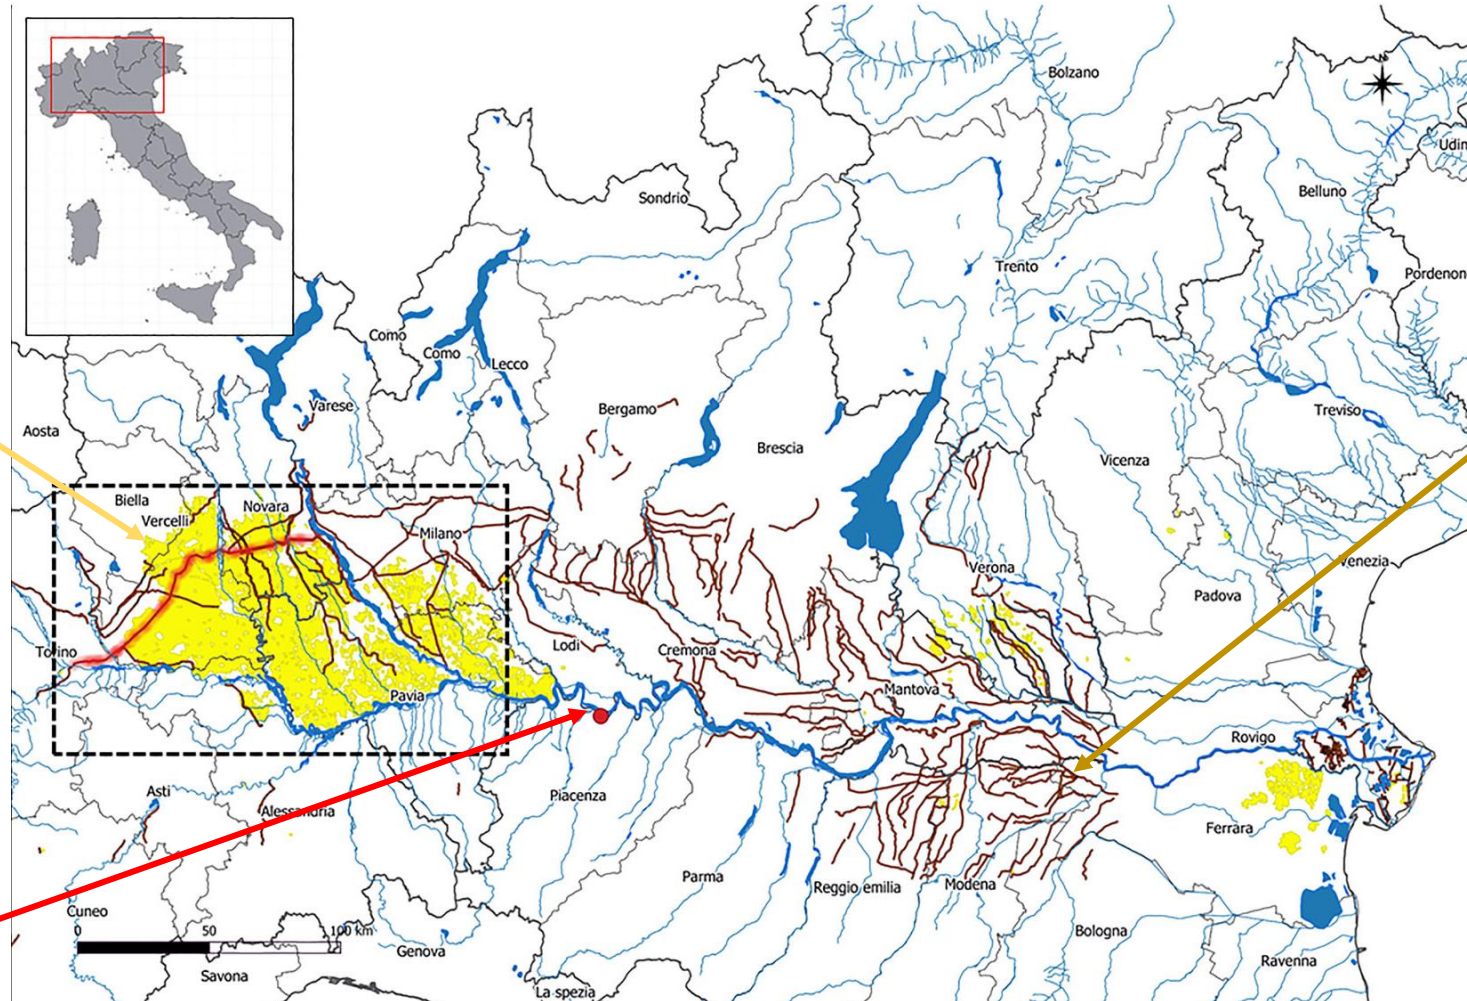 Bolzano
Udin
Belluno
Sondrio
Trento
Pordenon
Como
Como
Lecco
Varese
Bergamo
Treviso
Aosta
Brescia
Vicenza
Biella
Novara
Vercelli
Milano
Venezia
Verona
Padova
Torino
Lodi
Cremona
Mantova
Pavia
Rovigo
Asti
Piacenza
Alessandria
Ferrara
Parma
Reggio emilia
Modena
Cuneo
0 50 100 km
Bologna
Genova
Ravenna
Savona
La spezia